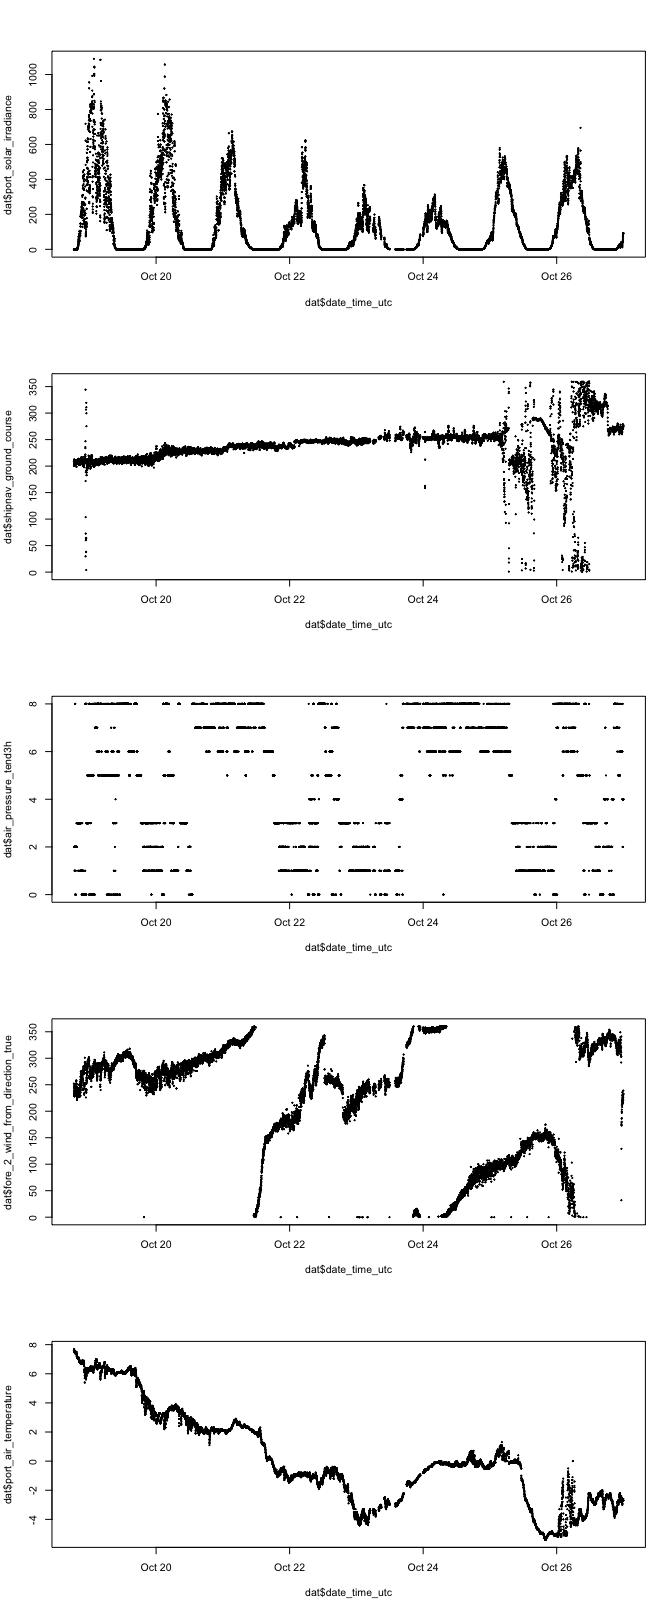 dat$port_solar_irradiance
0 200 400 600 800 1000
Oct 20 Oct 22 Oct 24 Oct 26
dat$date_time_utc
dat$shipnav_ground_course
0 50 100 150 200 250 300 350
Oct 20 Oct 22 Oct 24 Oct 26
dat$date_time_utc
dat$air_pressure_tend3h
0 2 4 6 8
Oct 20 Oct 22 Oct 24 Oct 26
dat$date_time_utc
dat$fore_2_wind_from_direction_true
0 50 100 150 200 250 300 350
Oct 20 Oct 22 Oct 24 Oct 26
dat$date_time_utc
dat$port_air_temperature
-4 -2 0 2 4 6 8
Oct 20 Oct 22 Oct 24 Oct 26
dat$date_time_utc